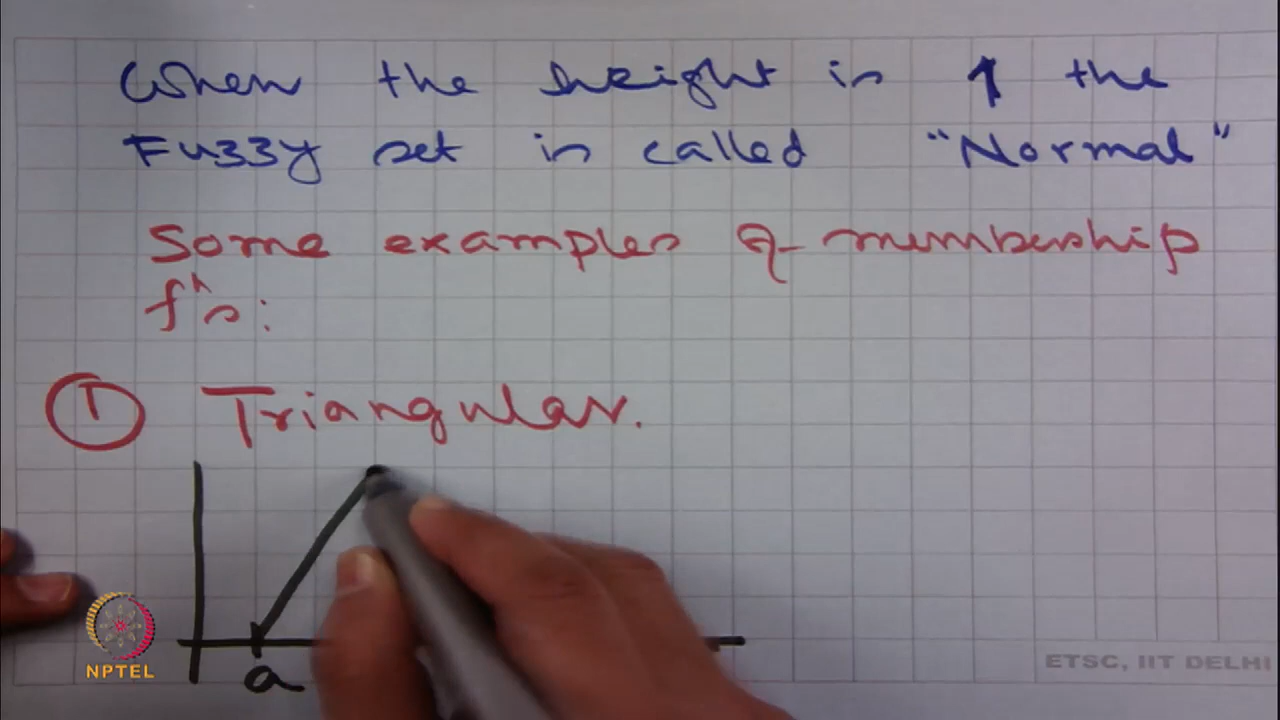 When the height is 1 the
Fuzzy set is called "Normal"
Some examples of membership
fⁿs:
① Triangular.
a
NPTEL
ETSC, IIT DELHI